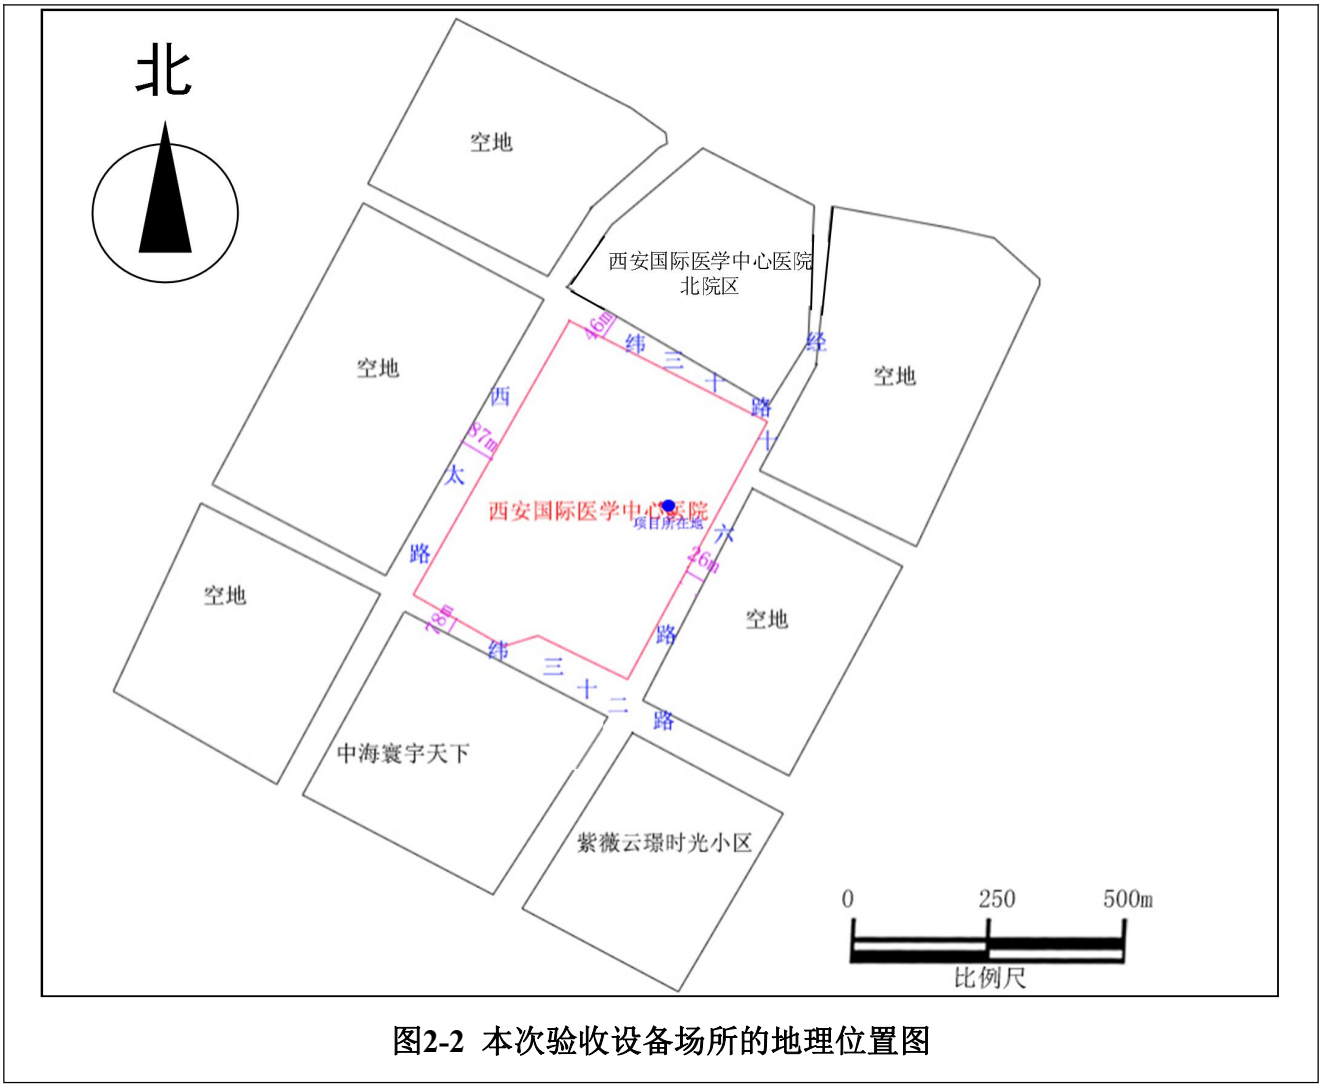 北
空地
西安国际医学中心医院
北院区
空地
空地
46m
纬三十路
经十六路
西太路
87m
西安国际医学中心医院
项目所在地
26m
空地
空地
28m
纬三十二路
中海寰宇天下
紫薇云璟时光小区
0 250 500m
比例尺
图2-2 本次验收设备场所的地理位置图